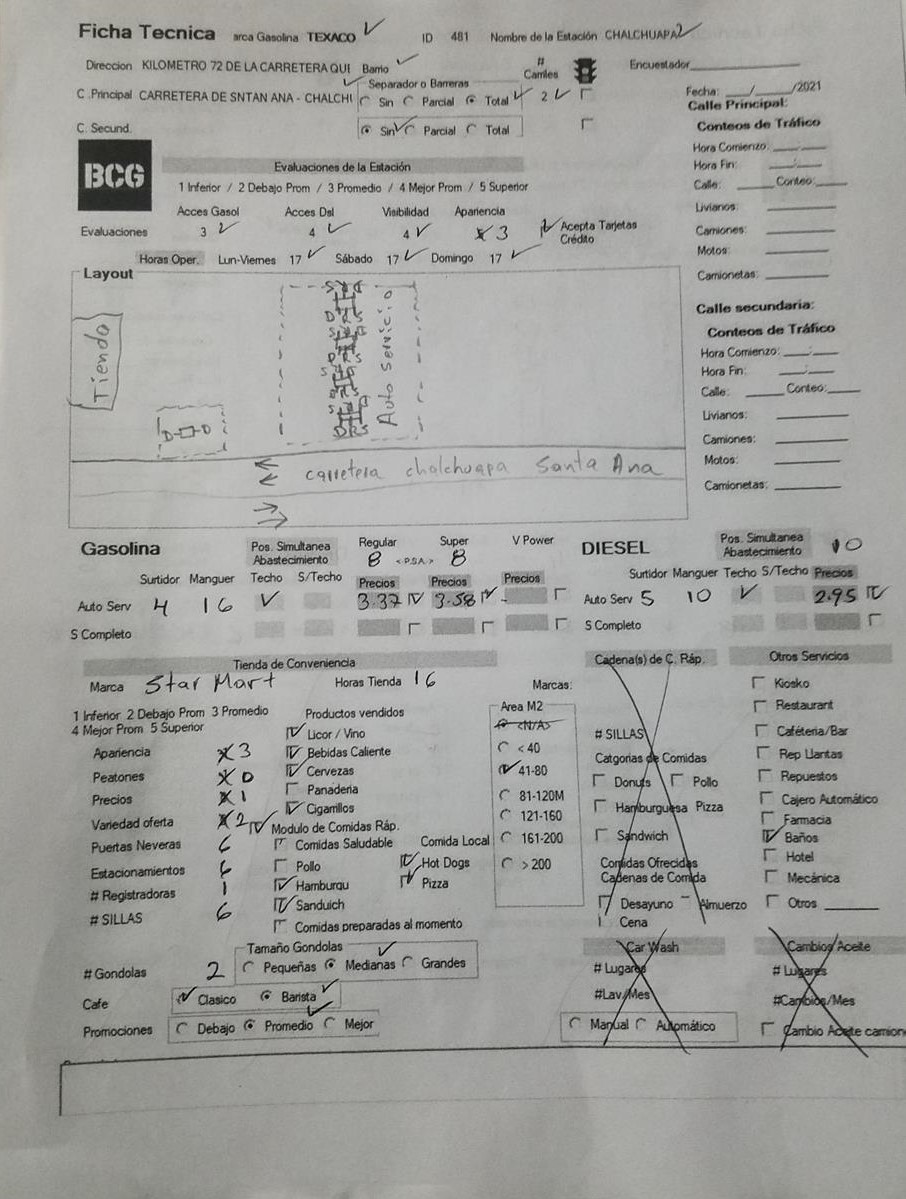 Ficha Tecnica arca Gasolina TEXACO ID 481 Nombre de la Estación CHALCHUAPA2
Direccion KILOMETRO 72 DE LA CARRETERA QUI Barrio # Carriles Encuestador
Separador o Barreras
C .Principal CARRETERA DE SNTAN ANA - CHALCHI Sin Parcial Total 2 Fecha: ___/____/2021
Calle Principal:
C. Secund. Sin Parcial Total Conteos de Tráfico
Hora Comienzo:
BCG Evaluaciones de la Estación Hora Fin:
1 Inferior / 2 Debajo Prom / 3 Promedio / 4 Mejor Prom / 5 Superior Calle: Conteo:
Acces Gasol Acces Dsl Visibilidad Apariencia Livianos:
Evaluaciones 3 4 4 3 Acepta Tarjetas Crédito Camiones:
Motos:
Horas Oper. Lun-Viernes 17 Sábado 17 Domingo 17
Layout Camionetas:
Calle secundaria:
Conteos de Tráfico
Hora Comienzo:
Hora Fin:
Calle: Conteo:
Livianos:
Camiones:
Motos:
Camionetas:
Tienda
Auto Servicio
D R S
D R S
D R S
DRS
D D
carretera chalchuapa Santa Ana
Gasolina Pos. Simultanea Abastecimiento Regular Super V Power DIESEL Pos. Simultanea Abastecimiento 10
8 < P.S.A. > 8
Surtidor Manguer Techo S/Techo Precios Precios Precios Surtidor Manguer Techo S/Techo Precios
Auto Serv 4 16 3.37 3.58 - Auto Serv 5 10 2.95
S Completo S Completo
Tienda de Conveniencia Cadena(s) de C. Ráp. Otros Servicios
Marca Star Mart Horas Tienda 16 Marcas: Kiosko
1 Inferior 2 Debajo Prom 3 Promedio Productos vendidos Area M2 Restaurant
4 Mejor Prom 5 Superior Licor / Vino <N/A> # SILLAS Caféteria/Bar
Apariencia 3 Bebidas Caliente < 40 Catgorias de Comidas Rep Llantas
Peatones 0 Cervezas 41-80 Donuts Pollo Repuestos
Precios 1 Panaderia 81-120M Hamburguesa Pizza Cajero Automático
Cigarrillos 121-160 Farmacia
Variedad oferta 2 Modulo de Comidas Ráp. Sandwich Baños
Puertas Neveras 6 Comidas Saludable Comida Local 161-200 Hotel
Estacionamientos 6 Pollo Hot Dogs > 200 Comidas Ofrecidas
# Registradoras 1 Hamburgu Pizza Cadenas de Comida Mecánica
# SILLAS 6 Sanduich Desayuno Almuerzo Otros
Comidas preparadas al momento Cena
Tamaño Gondolas Car Wash Cambios Aceite
# Gondolas 2 Pequeñas Medianas Grandes # Lugares # Lugares
Cafe Clasico Barista #Lav/Mes #Cambios/Mes
Promociones Debajo Promedio Mejor Manual Automático Cambio Aceite camion